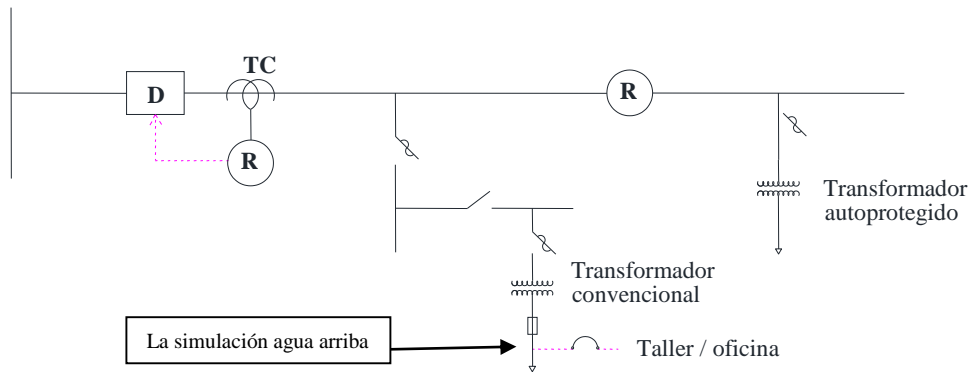 TC
D
R
R
Transformador
autoprotegido
Transformador
convencional
La simulación agua arriba
Taller / oficina